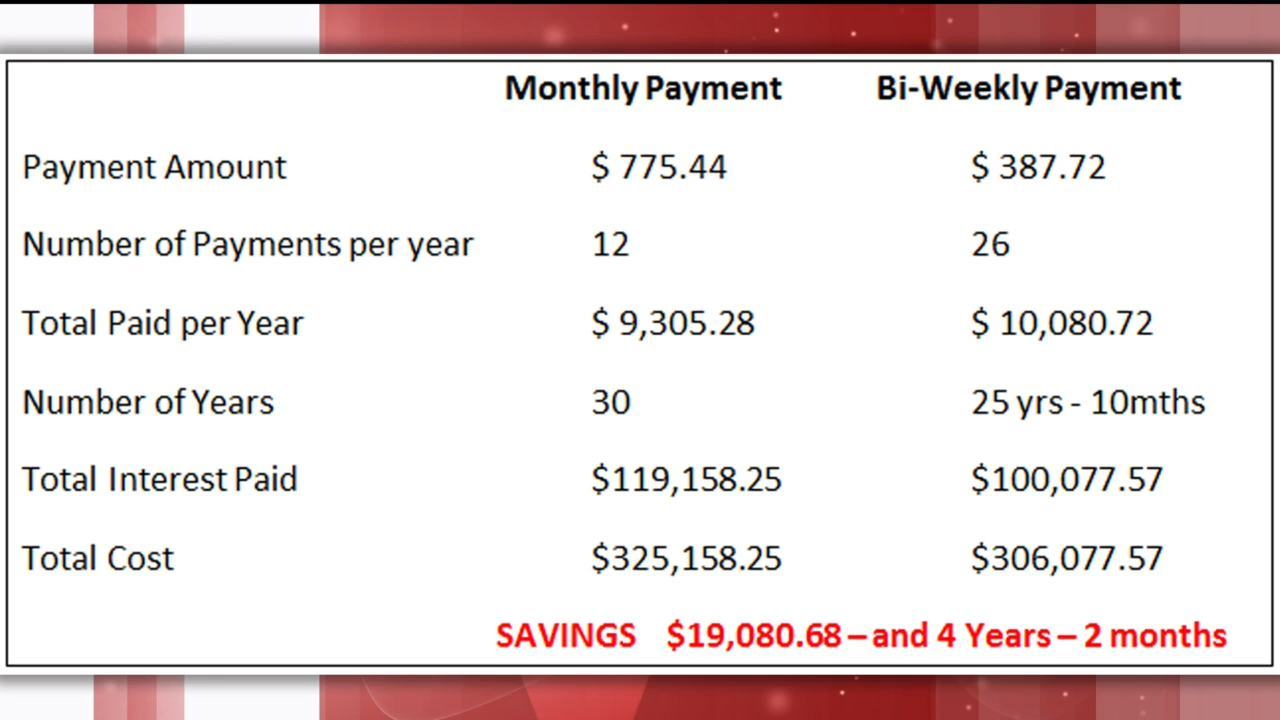 Monthly Payment Bi-Weekly Payment
Payment Amount $ 775.44 $ 387.72
Number of Payments per year 12 26
Total Paid per Year $ 9,305.28 $ 10,080.72
Number of Years 30 25 yrs - 10mths
Total Interest Paid $119,158.25 $100,077.57
Total Cost $325,158.25 $306,077.57
SAVINGS $19,080.68 – and 4 Years – 2 months